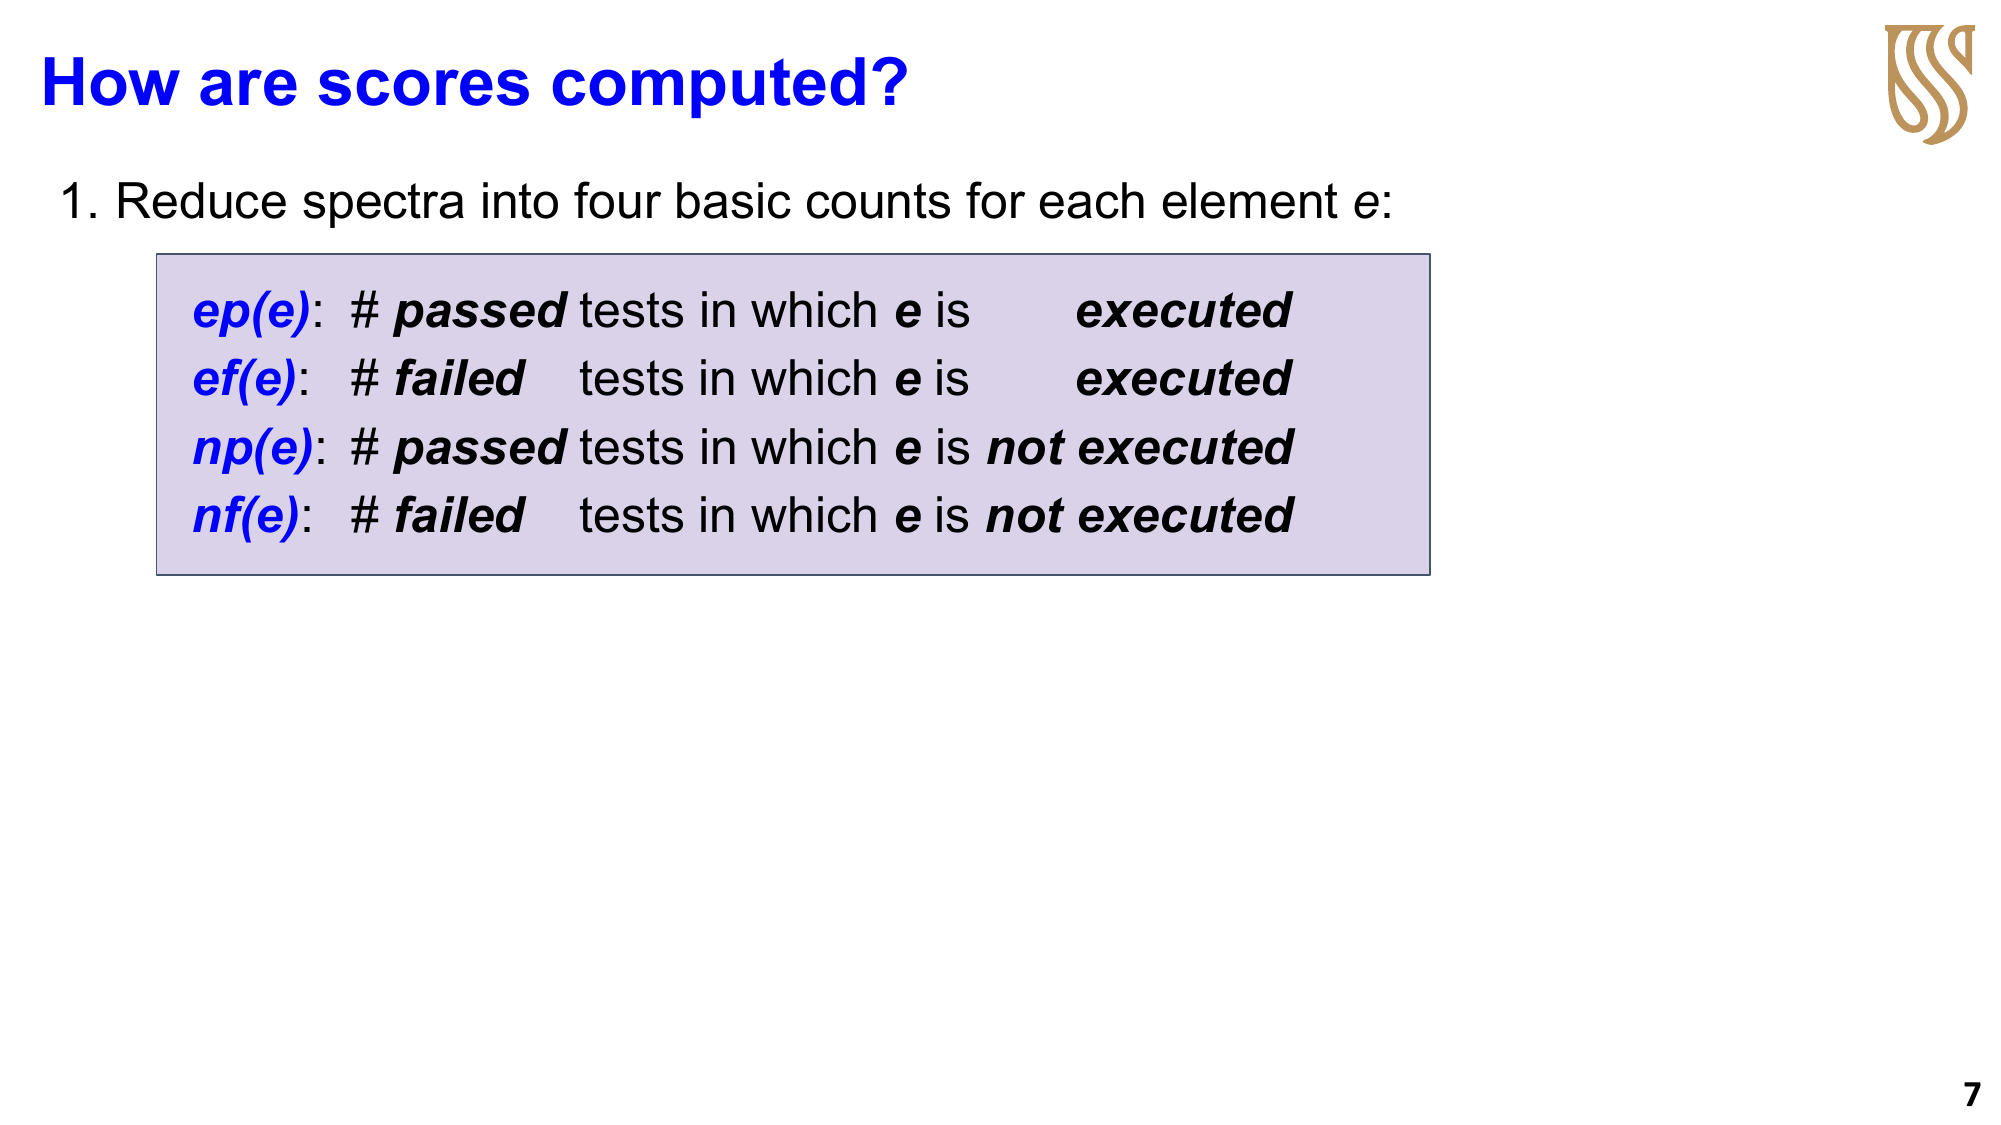 How are scores computed?
1. Reduce spectra into four basic counts for each element e:
ep(e): # passed tests in which e is executed
ef(e): # failed tests in which e is executed
np(e): # passed tests in which e is not executed
nf(e): # failed tests in which e is not executed
7